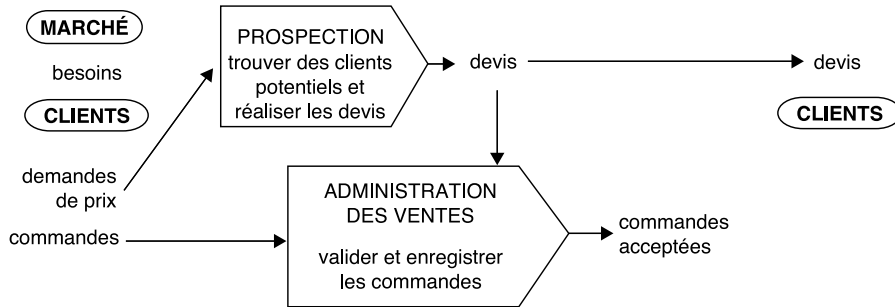 MARCHÉ
besoins
CLIENTS
demandes
de prix
commandes
PROSPECTION
trouver des clients
potentiels et
réaliser les devis
devis
devis
CLIENTS
ADMINISTRATION
DES VENTES
valider et enregistrer
les commandes
commandes
acceptées